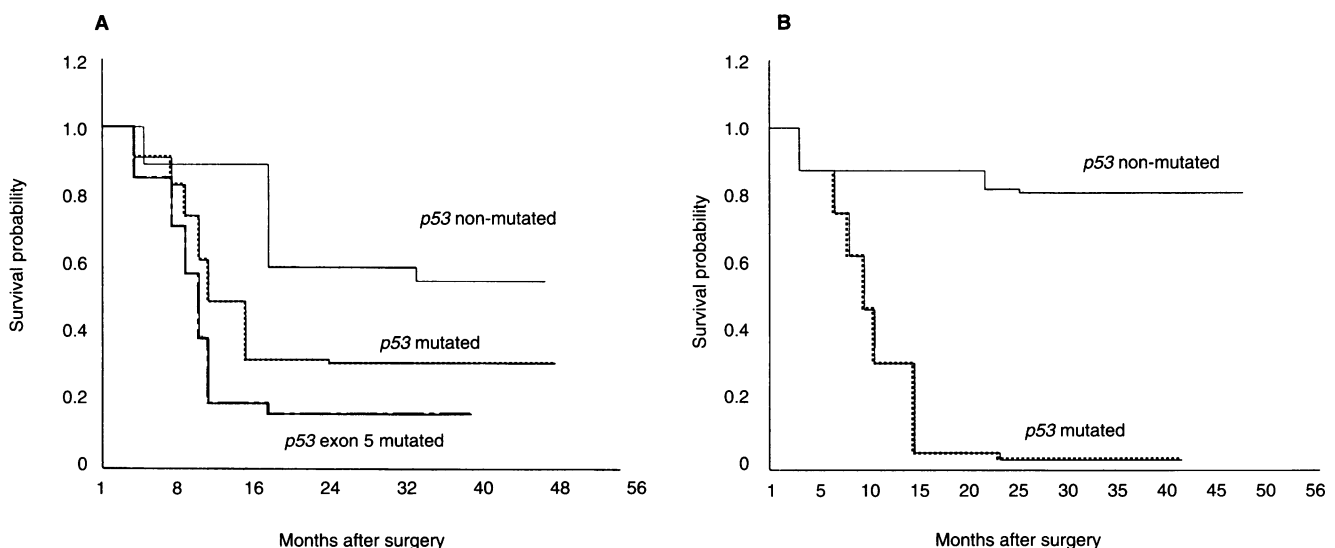 A
1.2
1.0
0.8
0.6
0.4
0.2
0
Survival probability
p53 non-mutated
p53 mutated
p53 exon 5 mutated
1 8 16 24 32 40 48 56
Months after surgery
B
1.2
1.0
0.8
0.6
0.4
0.2
0
Survival probability
p53 non-mutated
p53 mutated
1 5 10 15 20 25 30 35 40 45 50 55 56
Months after surgery